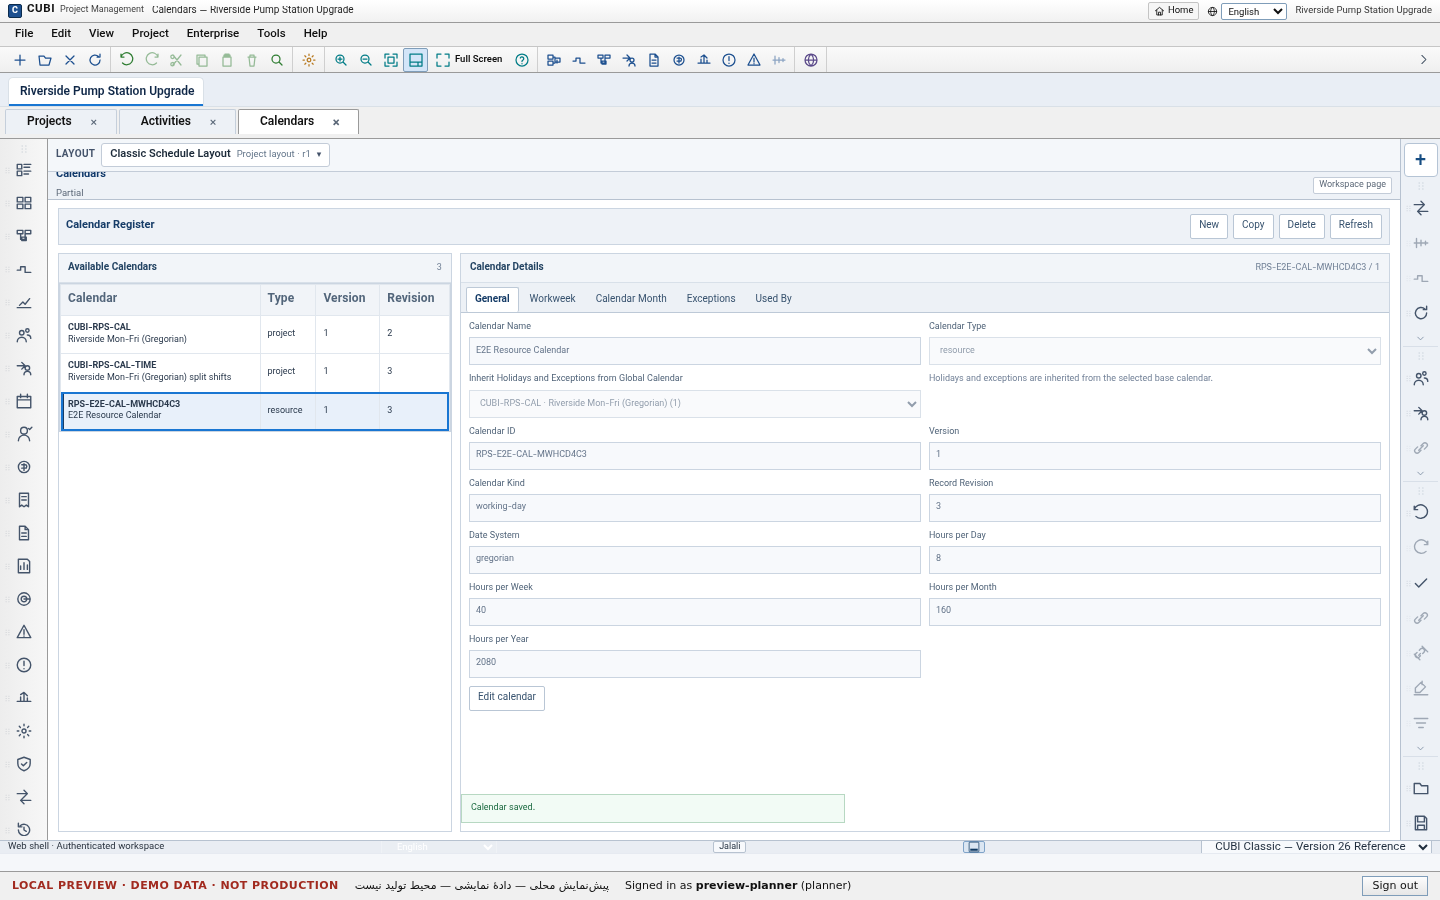 CUBI Project Management Calendars — Riverside Pump Station Upgrade Home English Riverside Pump Station Upgrade
File Edit View Project Enterprise Tools Help
Full Screen
Riverside Pump Station Upgrade
Projects × Activities × Calendars ×
LAYOUT Classic Schedule Layout Project layout · r1
Calendars
Partial
Workspace page
Calendar Register
New Copy Delete Refresh
Available Calendars 3
Calendar Type Version Revision
CUBI-RPS-CAL
Riverside Mon-Fri (Gregorian)
project 1 2
CUBI-RPS-CAL-TIME
Riverside Mon-Fri (Gregorian) split shifts
project 1 3
RPS-E2E-CAL-MWHCD4C3
E2E Resource Calendar
resource 1 3
Calendar Details RPS-E2E-CAL-MWHCD4C3 / 1
General Workweek Calendar Month Exceptions Used By
Calendar Name Calendar Type
E2E Resource Calendar resource
Inherit Holidays and Exceptions from Global Calendar Holidays and exceptions are inherited from the selected base calendar.
CUBI-RPS-CAL · Riverside Mon-Fri (Gregorian) (1)
Calendar ID Version
RPS-E2E-CAL-MWHCD4C3 1
Calendar Kind Record Revision
working-day 3
Date System Hours per Day
gregorian 8
Hours per Week Hours per Month
40 160
Hours per Year
2080
Edit calendar
Calendar saved.
Web shell · Authenticated workspace English Jalali CUBI Classic — Version 26 Reference
LOCAL PREVIEW · DEMO DATA · NOT PRODUCTION پیش‌نمایش محلی — دادهٔ نمایشی — محیط تولید نیست Signed in as preview-planner (planner) Sign out